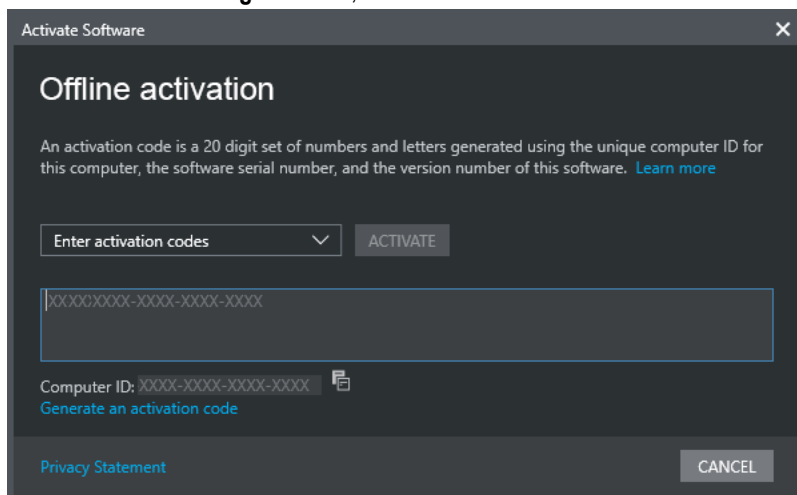 Activate Software
Offline activation
An activation code is a 20 digit set of numbers and letters generated using the unique computer ID for
this computer, the software serial number, and the version number of this software. Learn more
Enter activation codes
ACTIVATE
XXXXXXXX-XXXX-XXXX-XXXX
Computer ID: XXXX-XXXX-XXXX-XXXX
Generate an activation code
Privacy Statement
CANCEL